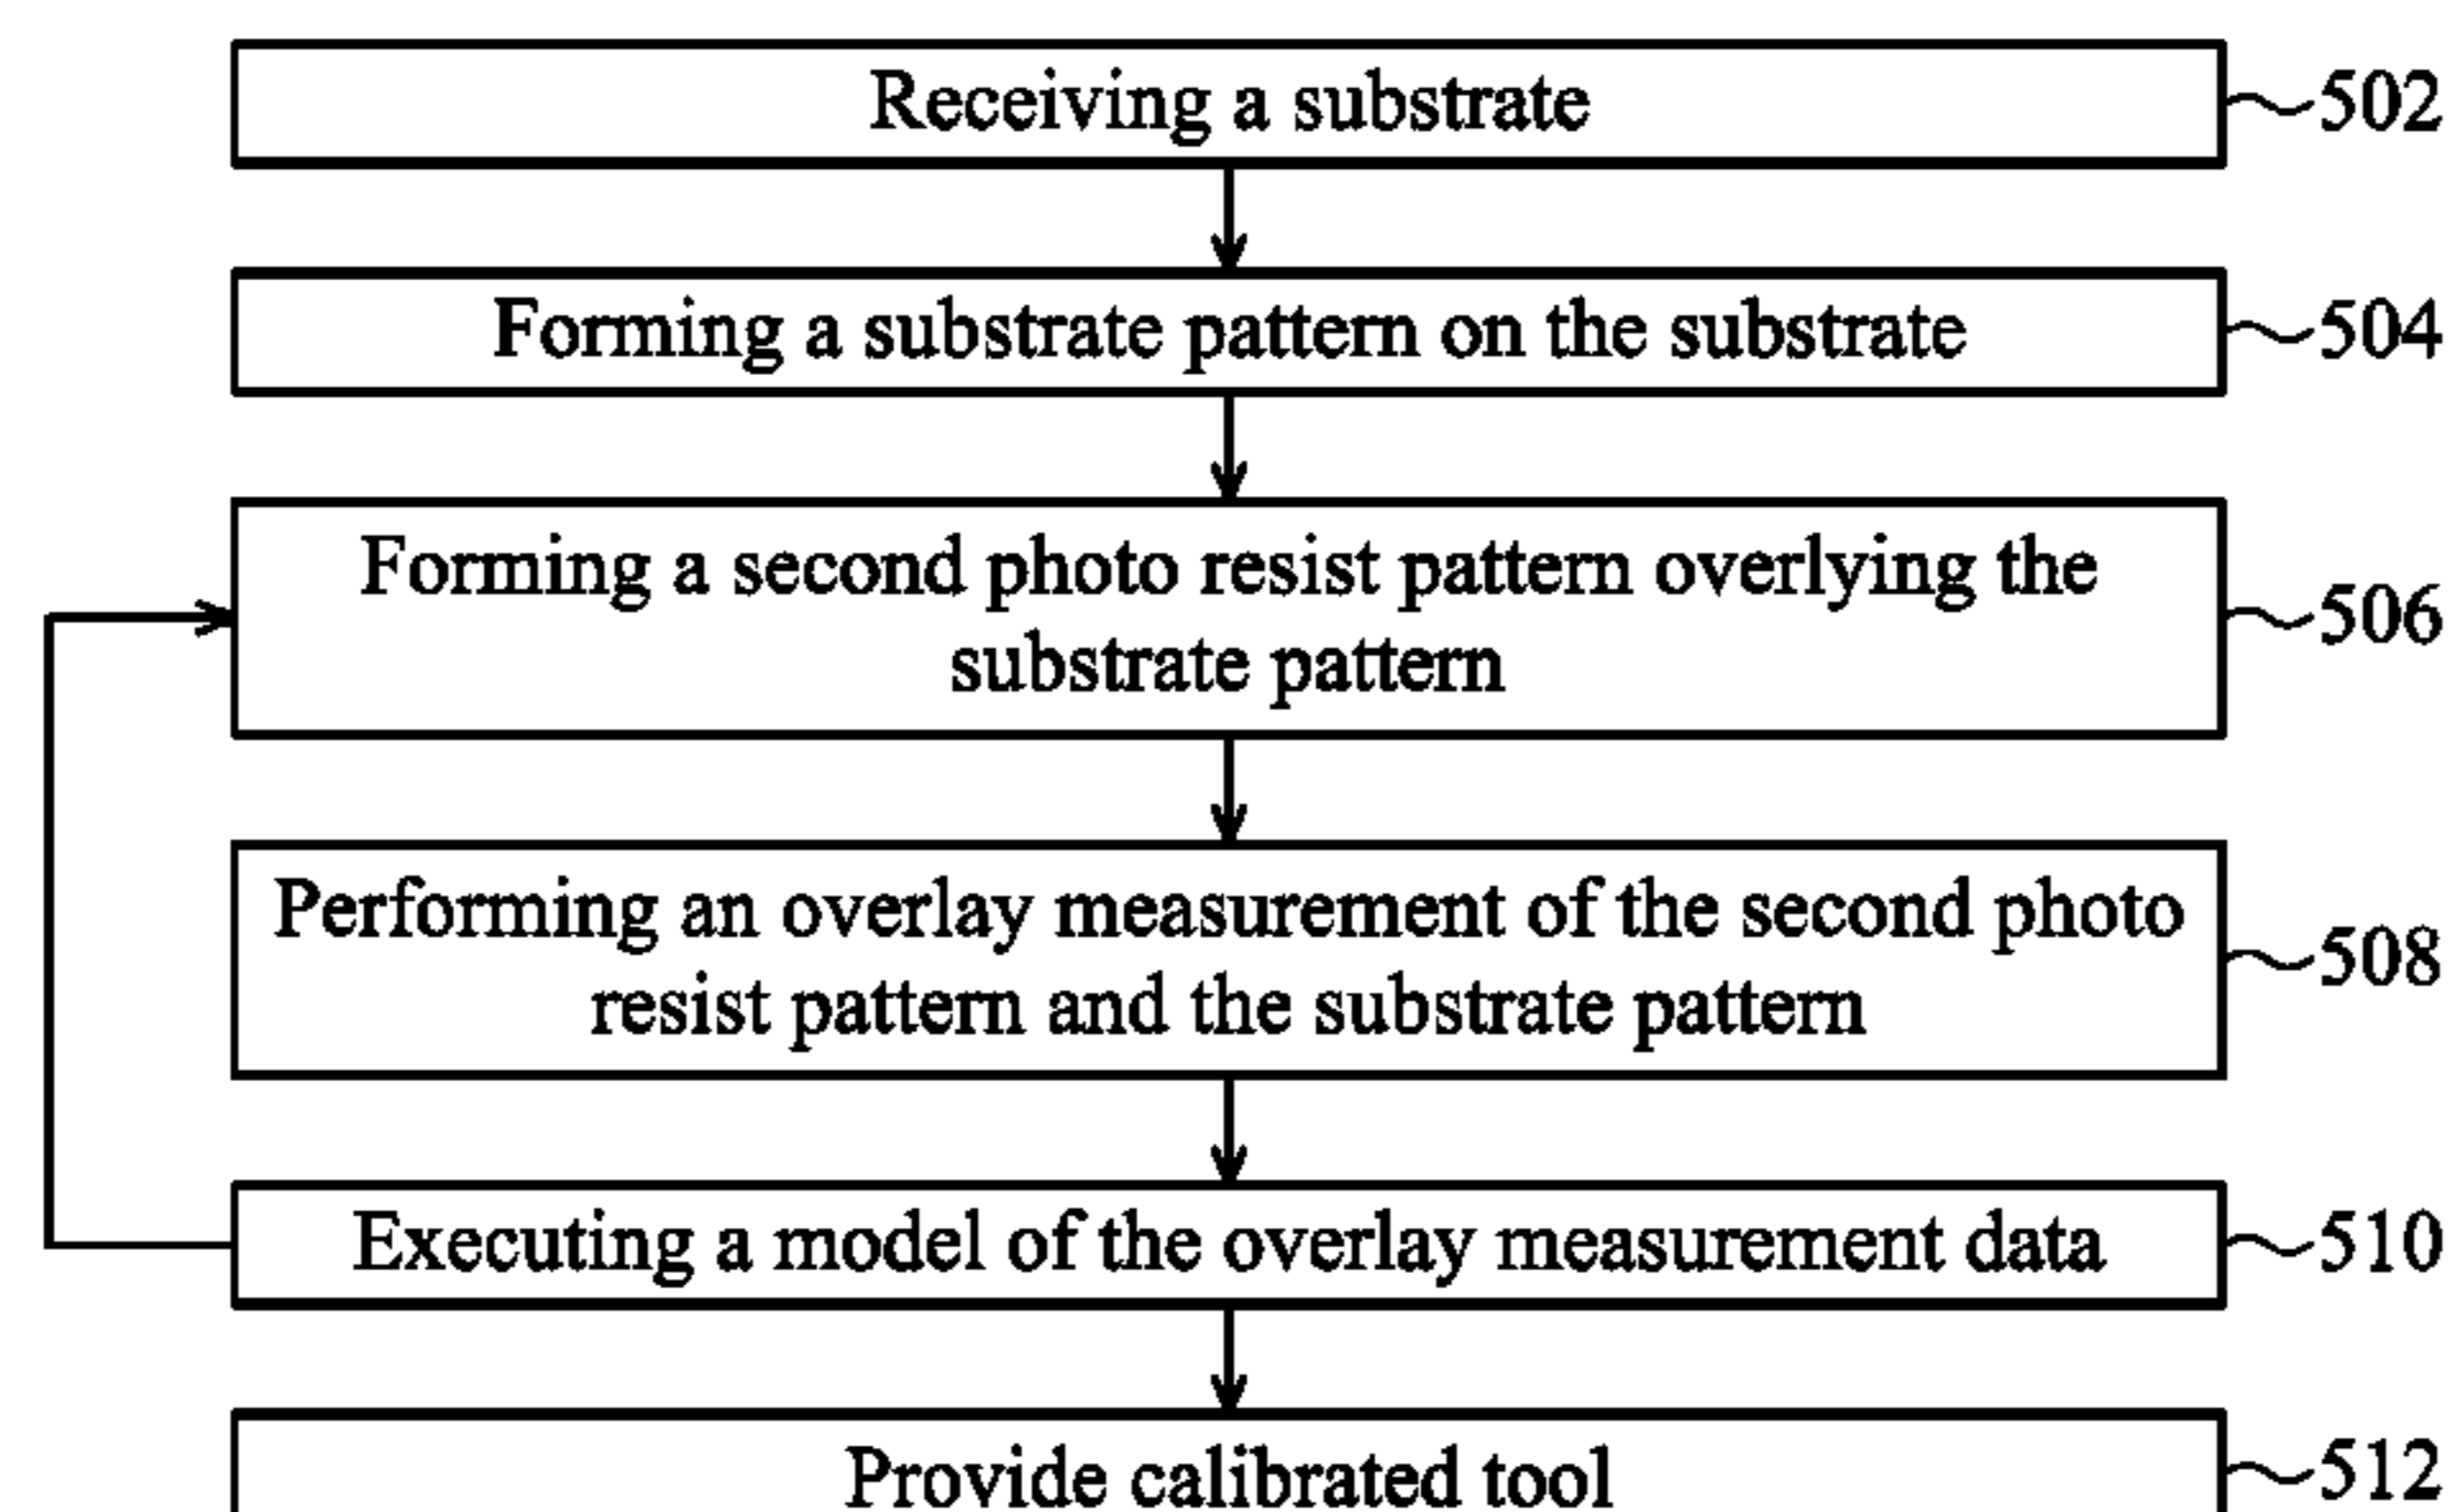 Receiving a substrate
502
Forming a substrate pattern on the substrate
504
Forming a second photo resist pattern overlying the
substrate pattern
506
Performing an overlay measurement of the second photo
resist pattern and the substrate pattern
508
Executing a model of the overlay measurement data
510
Provide calibrated tool
512